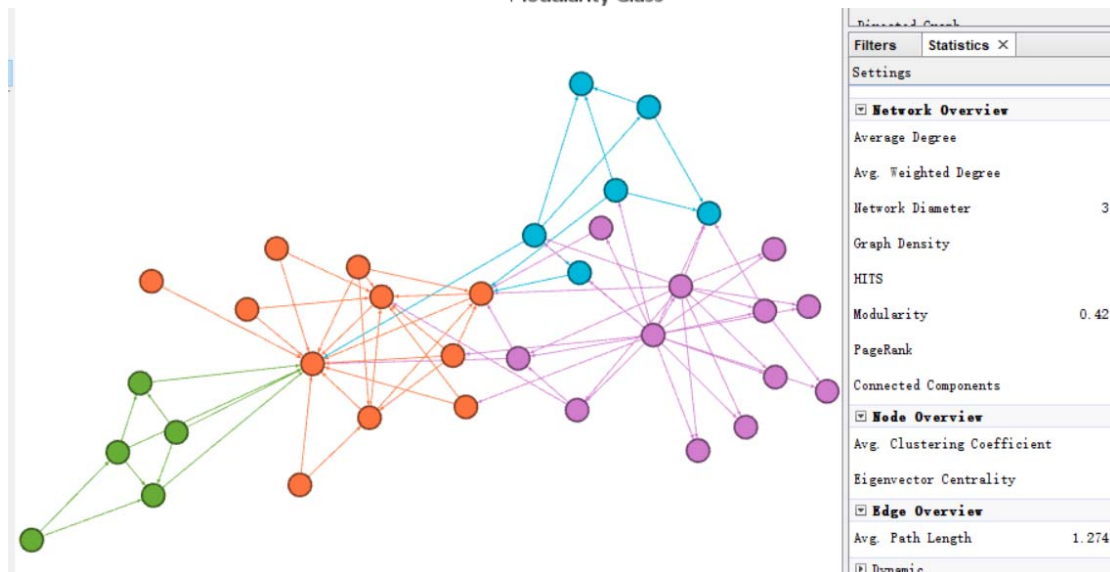 Modularity Class
Directed Graph
Filters Statistics ×
Settings
Network Overview
Average Degree
Avg. Weighted Degree
Network Diameter 3
Graph Density
HITS
Modularity 0.42
PageRank
Connected Components
Node Overview
Avg. Clustering Coefficient
Eigenvector Centrality
Edge Overview
Avg. Path Length 1.274
Dynamic